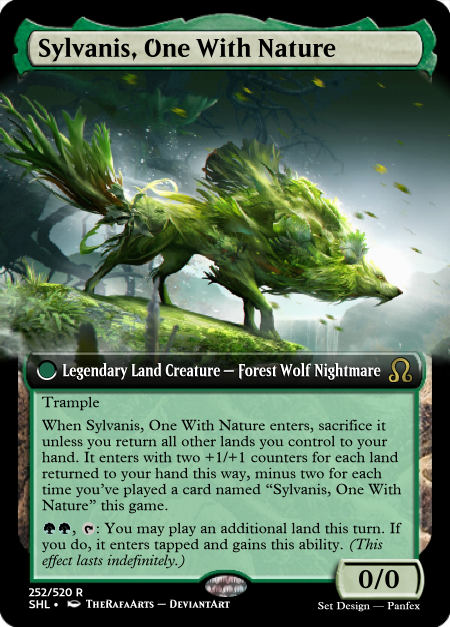 Sylvanis, One With Nature
Legendary Land Creature — Forest Wolf Nightmare
Trample
When Sylvanis, One With Nature enters, sacrifice it
unless you return all other lands you control to your
hand. It enters with two +1/+1 counters for each land
returned to your hand this way, minus two for each
time you’ve played a card named “Sylvanis, One With
Nature” this game.
, : You may play an additional land this turn. If
you do, it enters tapped and gains this ability. (This
effect lasts indefinitely.)
0/0
252/520 R
SHL • TheRafaArts — DeviantArt
Set Design — Panfex